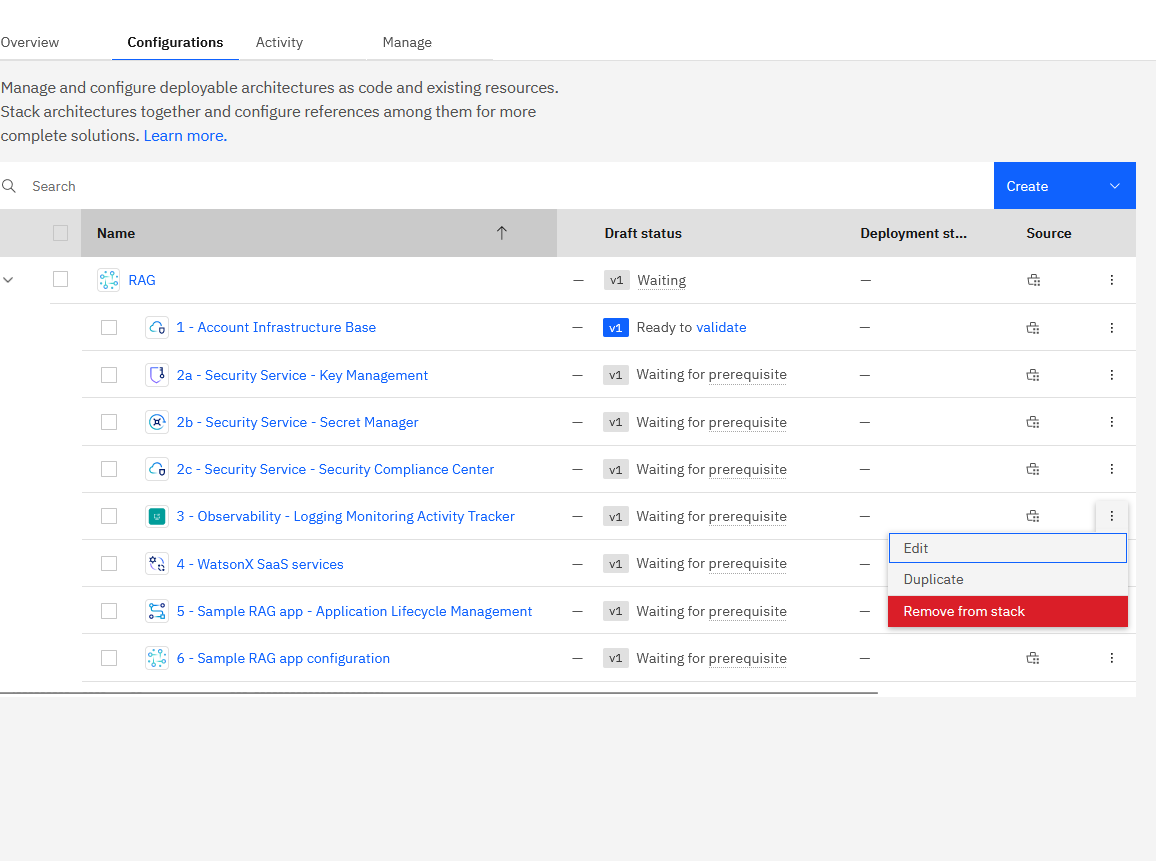 Overview Configurations Activity Manage
Manage and configure deployable architectures as code and existing resources.
Stack architectures together and configure references among them for more
complete solutions. Learn more.
Search Create
Name Draft status Deployment st... Source
RAG — v1 Waiting —
1 - Account Infrastructure Base — v1 Ready to validate —
2a - Security Service - Key Management — v1 Waiting for prerequisite —
2b - Security Service - Secret Manager — v1 Waiting for prerequisite —
2c - Security Service - Security Compliance Center — v1 Waiting for prerequisite —
3 - Observability - Logging Monitoring Activity Tracker — v1 Waiting for prerequisite —
Edit
4 - WatsonX SaaS services — v1 Waiting for prerequisite —
Duplicate
5 - Sample RAG app - Application Lifecycle Management — v1 Waiting for prerequisite —
Remove from stack
6 - Sample RAG app configuration — v1 Waiting for prerequisite —